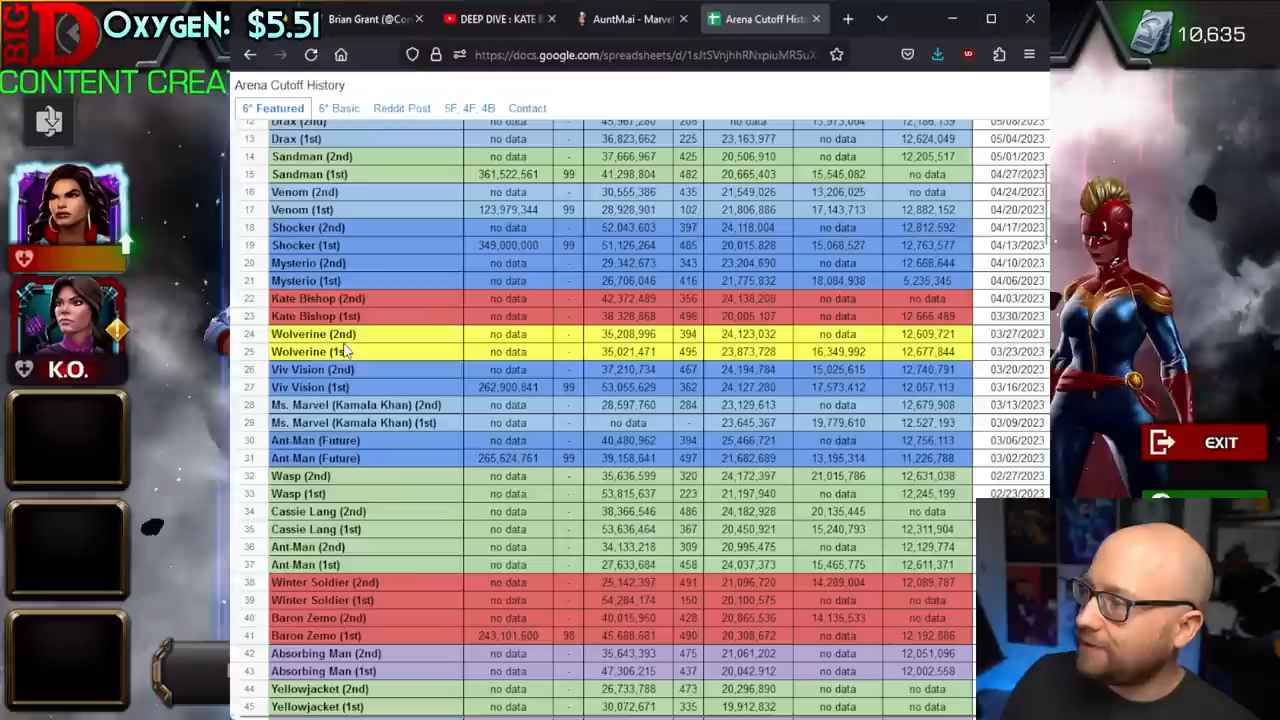 BIG D OXYGEN: $5.51
CONTENT CREA
Brian Grant (@Co
DEEP DIVE : KATE
AuntM.ai - Marve
Arena Cutoff Histo
https://docs.google.com/spreadsheets/d/
10,635
Arena Cutoff History
6* Featured 6* Basic Reddit Post 5F, 4F, 4B Contact
12 Drax (2nd) no data - 45,967,280 208 no data 13,973,004 12,186,139 05/08/2023
13 Drax (1st) no data - 36,823,662 225 23,163,977 12,624,049 05/04/2023
14 Sandman (2nd) no data - 37,666,967 425 20,506,910 no data 12,205,517 05/01/2023
15 Sandman (1st) 361,522,561 99 41,298,804 482 20,665,403 15,545,082 no data 04/27/2023
16 Venom (2nd) no data - 30,555,386 435 21,549,026 13,206,025 no data 04/24/2023
17 Venom (1st) 123,979,344 99 28,928,901 102 21,806,886 17,143,713 12,882,152 04/20/2023
18 Shocker (2nd) no data - 52,043,603 397 24,118,004 no data 12,812,592 04/17/2023
19 Shocker (1st) 349,000,000 99 51,126,264 485 20,015,828 15,068,527 12,763,577 04/13/2023
20 Mysterio (2nd) no data - 29,342,673 343 23,204,690 no data 12,668,644 04/10/2023
21 Mysterio (1st) no data - 26,706,046 416 21,775,832 18,084,938 5,235,345 04/06/2023
22 Kate Bishop (2nd) no data - 42,372,489 356 24,138,208 no data no data 04/03/2023
23 Kate Bishop (1st) no data - 38,328,868 498 20,005,107 no data 12,666,489 03/30/2023
24 Wolverine (2nd) no data - 35,208,996 394 24,123,032 no data 12,609,721 03/27/2023
25 Wolverine (1s no data - 35,021,471 495 23,873,728 16,349,992 12,677,844 03/23/2023
26 Viv Vision (2nd) no data - 37,210,734 467 24,194,784 15,025,615 12,740,791 03/20/2023
27 Viv Vision (1st) 262,900,841 99 53,055,629 362 24,127,280 17,573,412 12,057,113 03/16/2023
28 Ms. Marvel (Kamala Khan) (2nd) no data - 28,597,760 284 23,129,613 no data 12,679,908 03/13/2023
29 Ms. Marvel (Kamala Khan) (1st) no data - no data - 23,645,367 19,779,610 12,527,193 03/09/2023
30 Ant-Man (Future) no data - 40,480,962 394 25,466,721 no data 12,756,113 03/06/2023
31 Ant-Man (Future) 265,624,761 99 39,158,641 497 21,682,689 13,195,314 11,226,788 03/02/2023
32 Wasp (2nd) no data - 35,636,599 320 24,172,397 21,015,786 12,631,038 02/27/2023
33 Wasp (1st) no data - 53,815,637 223 21,197,940 no data 12,245,199 02/23/2023
34 Cassie Lang (2nd) no data - 38,366,546 486 24,182,928 20,135,445 no data
35 Cassie Lang (1st) no data - 53,636,464 367 20,450,921 15,240,793 12,311,904
36 Ant-Man (2nd) no data - 34,133,218 309 20,995,475 no data 12,129,774
37 Ant-Man (1st) no data - 27,633,684 458 24,037,373 15,465,775 12,611,371
38 Winter Soldier (2nd) no data - 25,142,397 491 21,096,720 14,289,004 12,089,787
39 Winter Soldier (1st) no data - 54,284,174 150 20,100,575 no data no data
40 Baron Zemo (2nd) no data - 40,015,950 428 20,865,536 14,135,533 no data
41 Baron Zemo (1st) 243,101,600 98 45,688,681 490 20,308,672 no data 12,192,886
42 Absorbing Man (2nd) no data - 35,643,393 475 21,061,202 no data 12,051,096
43 Absorbing Man (1st) no data - 47,306,215 437 20,042,912 no data 12,002,558
44 Yellowjacket (2nd) no data - 26,733,788 473 20,296,890 no data no data
45 Yellowjacket (1st) no data - 30,072,671 335 19,912,832 no data no data
K.O.
EXIT